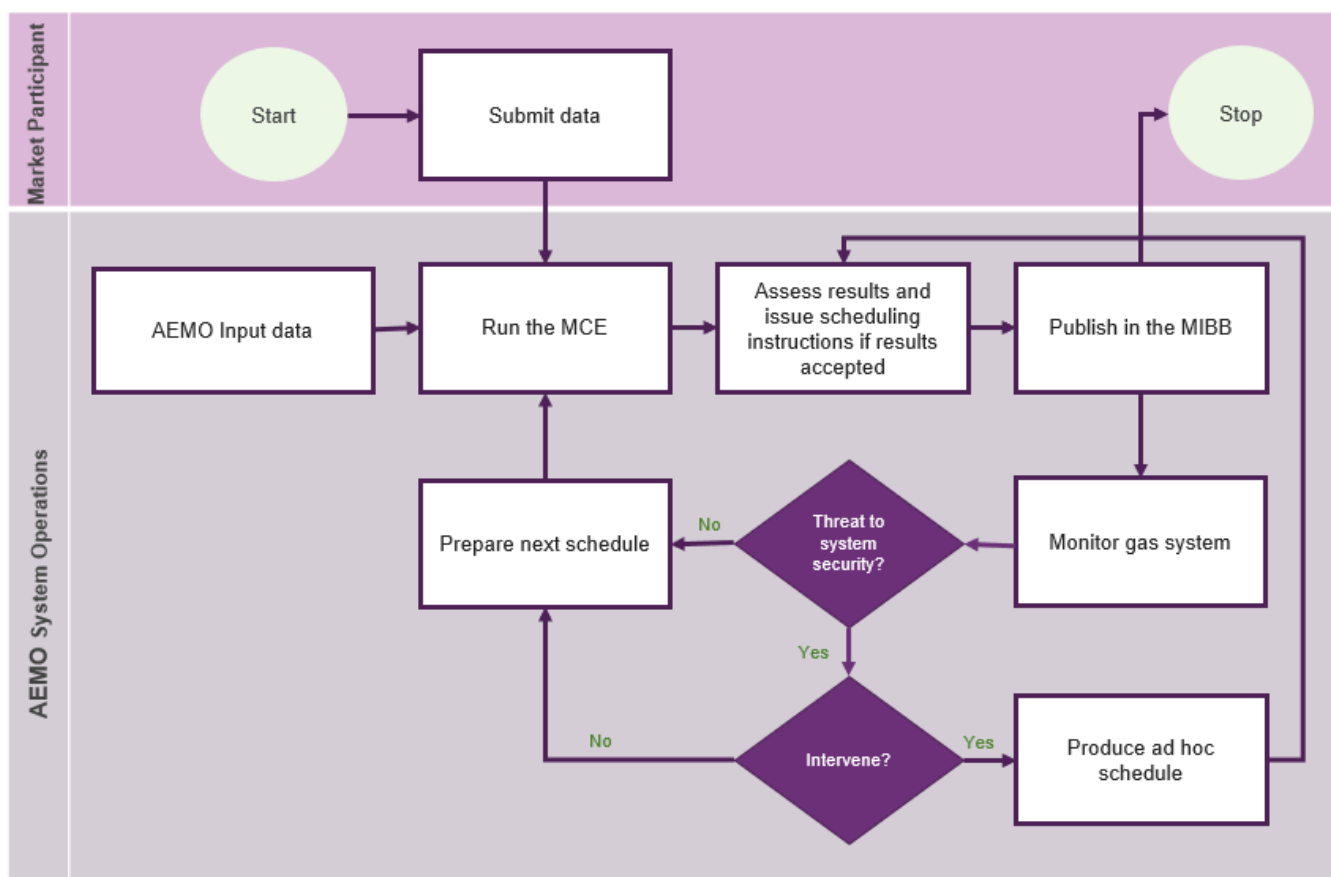 Market Participant
Start
Submit data
Stop
AEMO System Operations
AEMO Input data
Run the MCE
Assess results and
issue scheduling
instructions if results
accepted
Publish in the MIBB
Prepare next schedule
No
Threat to
system
security?
Monitor gas system
Yes
No
Intervene?
Yes
Produce ad hoc
schedule